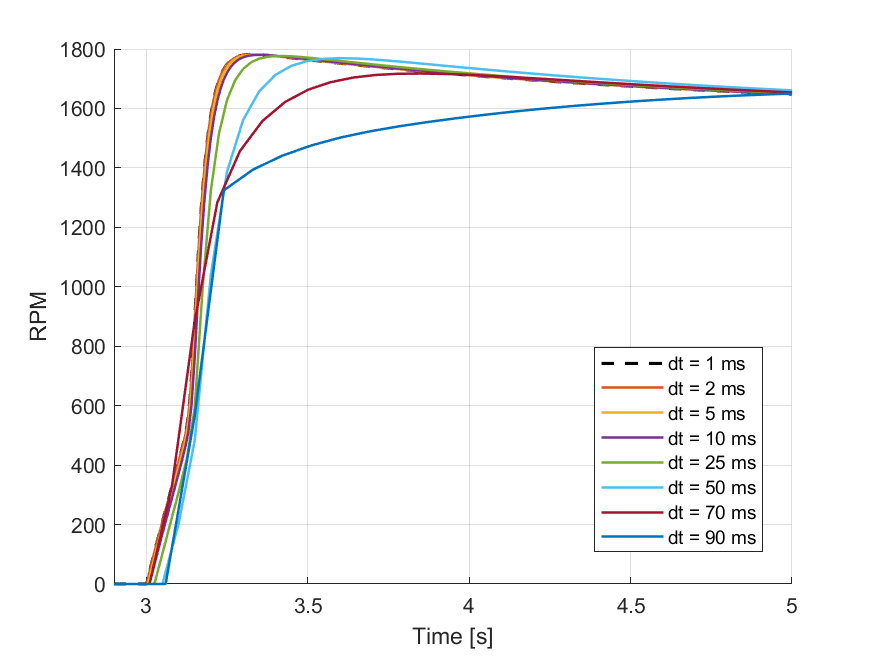 1800
1600
1400
1200
1000
800
600
400
200
0
RPM
3
3.5
4
4.5
5
Time [s]
dt = 1 ms
dt = 2 ms
dt = 5 ms
dt = 10 ms
dt = 25 ms
dt = 50 ms
dt = 70 ms
dt = 90 ms